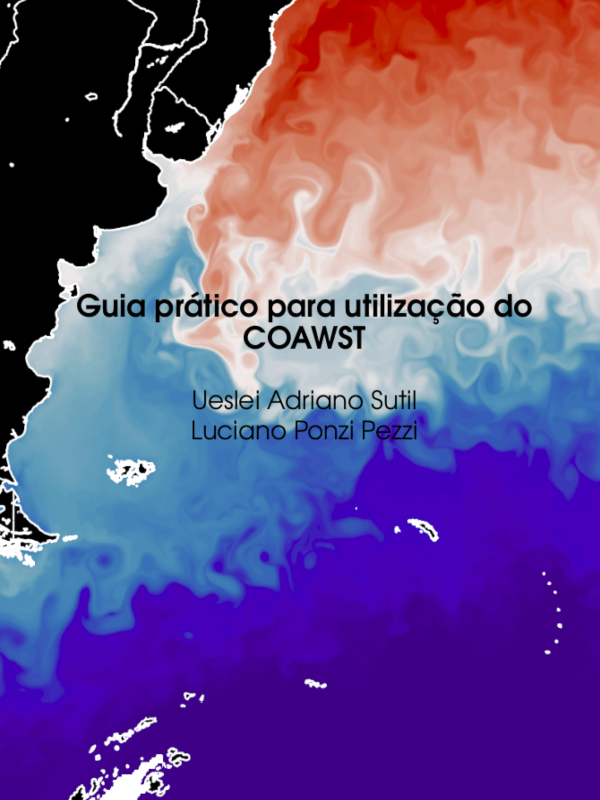 Guia prático para utilização do
COAWST
Ueslei Adriano Sutil
Luciano Ponzi Pezzi